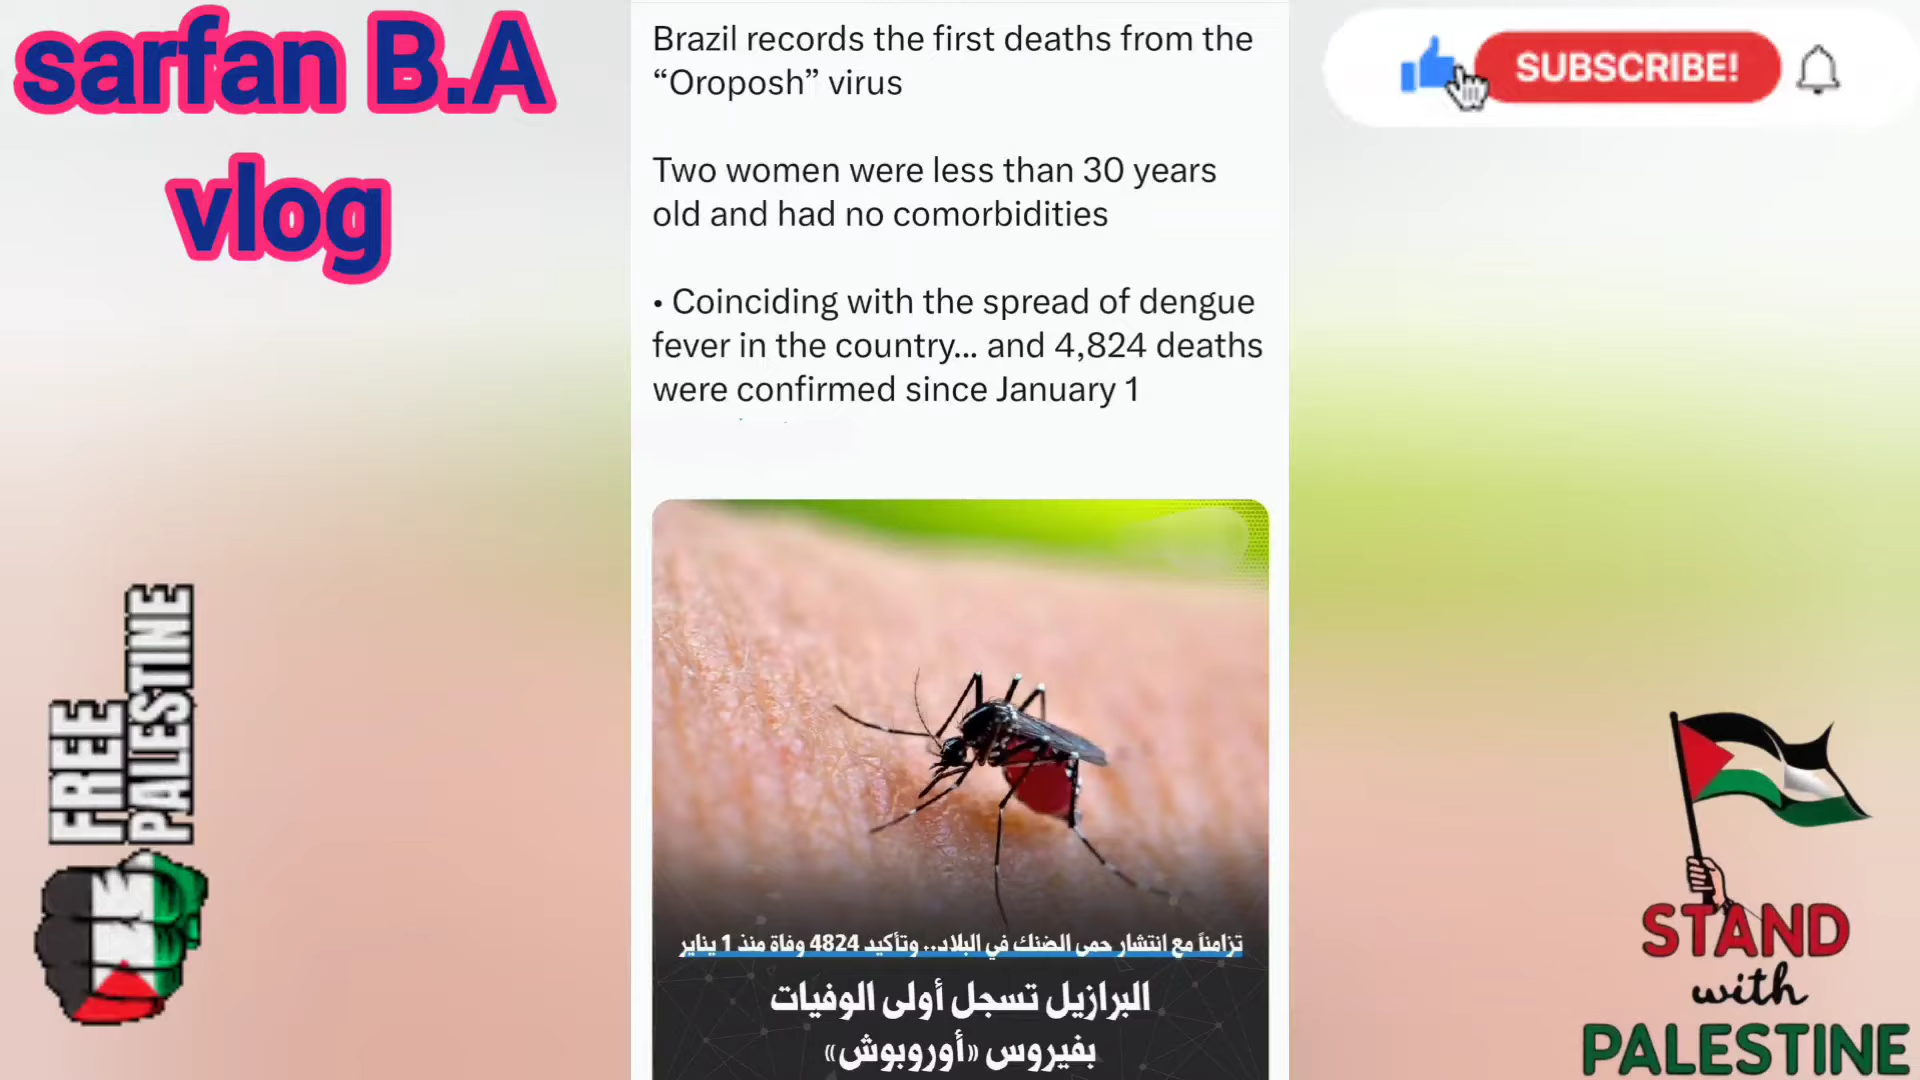 sarfan B.A
vlog
Brazil records the first deaths from the
“Oroposh” virus
Two women were less than 30 years
old and had no comorbidities
• Coinciding with the spread of dengue
fever in the country... and 4,824 deaths
were confirmed since January 1
SUBSCRIBE!
FREE
PALESTINE
تزامناً مع انتشار حمى الضنك في البلاد.. وتأكيد 4824 وفاة منذ 1 يناير
البرازيل تسجل أولى الوفيات
بفيروس «أوروبوش»
STAND
with
PALESTINE